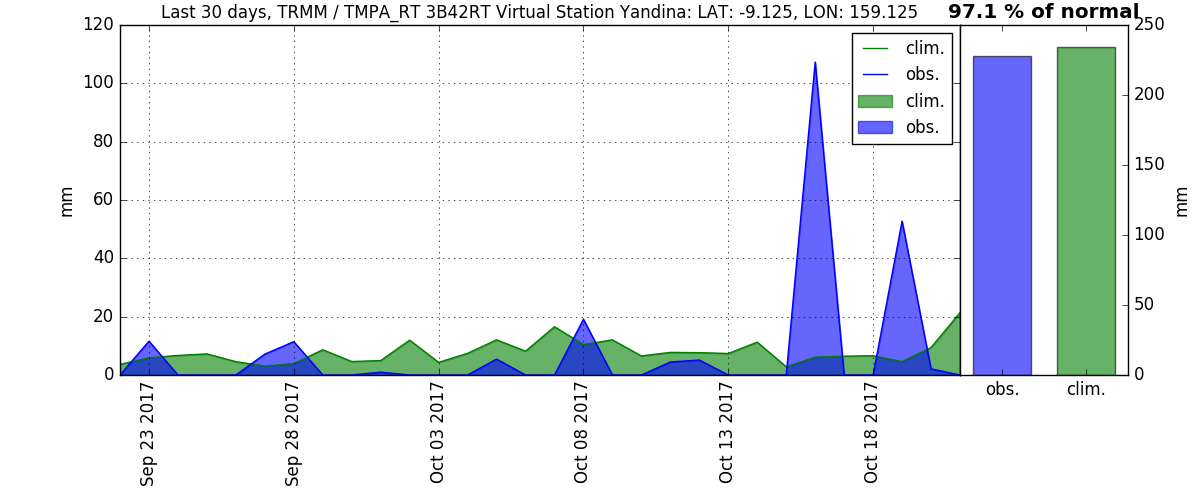 Last 30 days, TRMM / TMPA_RT 3B42RT Virtual Station Yandina: LAT: -9.125, LON: 159.125
97.1 % of normal
120
100
80
60
40
20
0
mm
clim.
obs.
clim.
obs.
250
200
150
100
50
0
mm
Sep 23 2017
Sep 28 2017
Oct 03 2017
Oct 08 2017
Oct 13 2017
Oct 18 2017
obs.
clim.